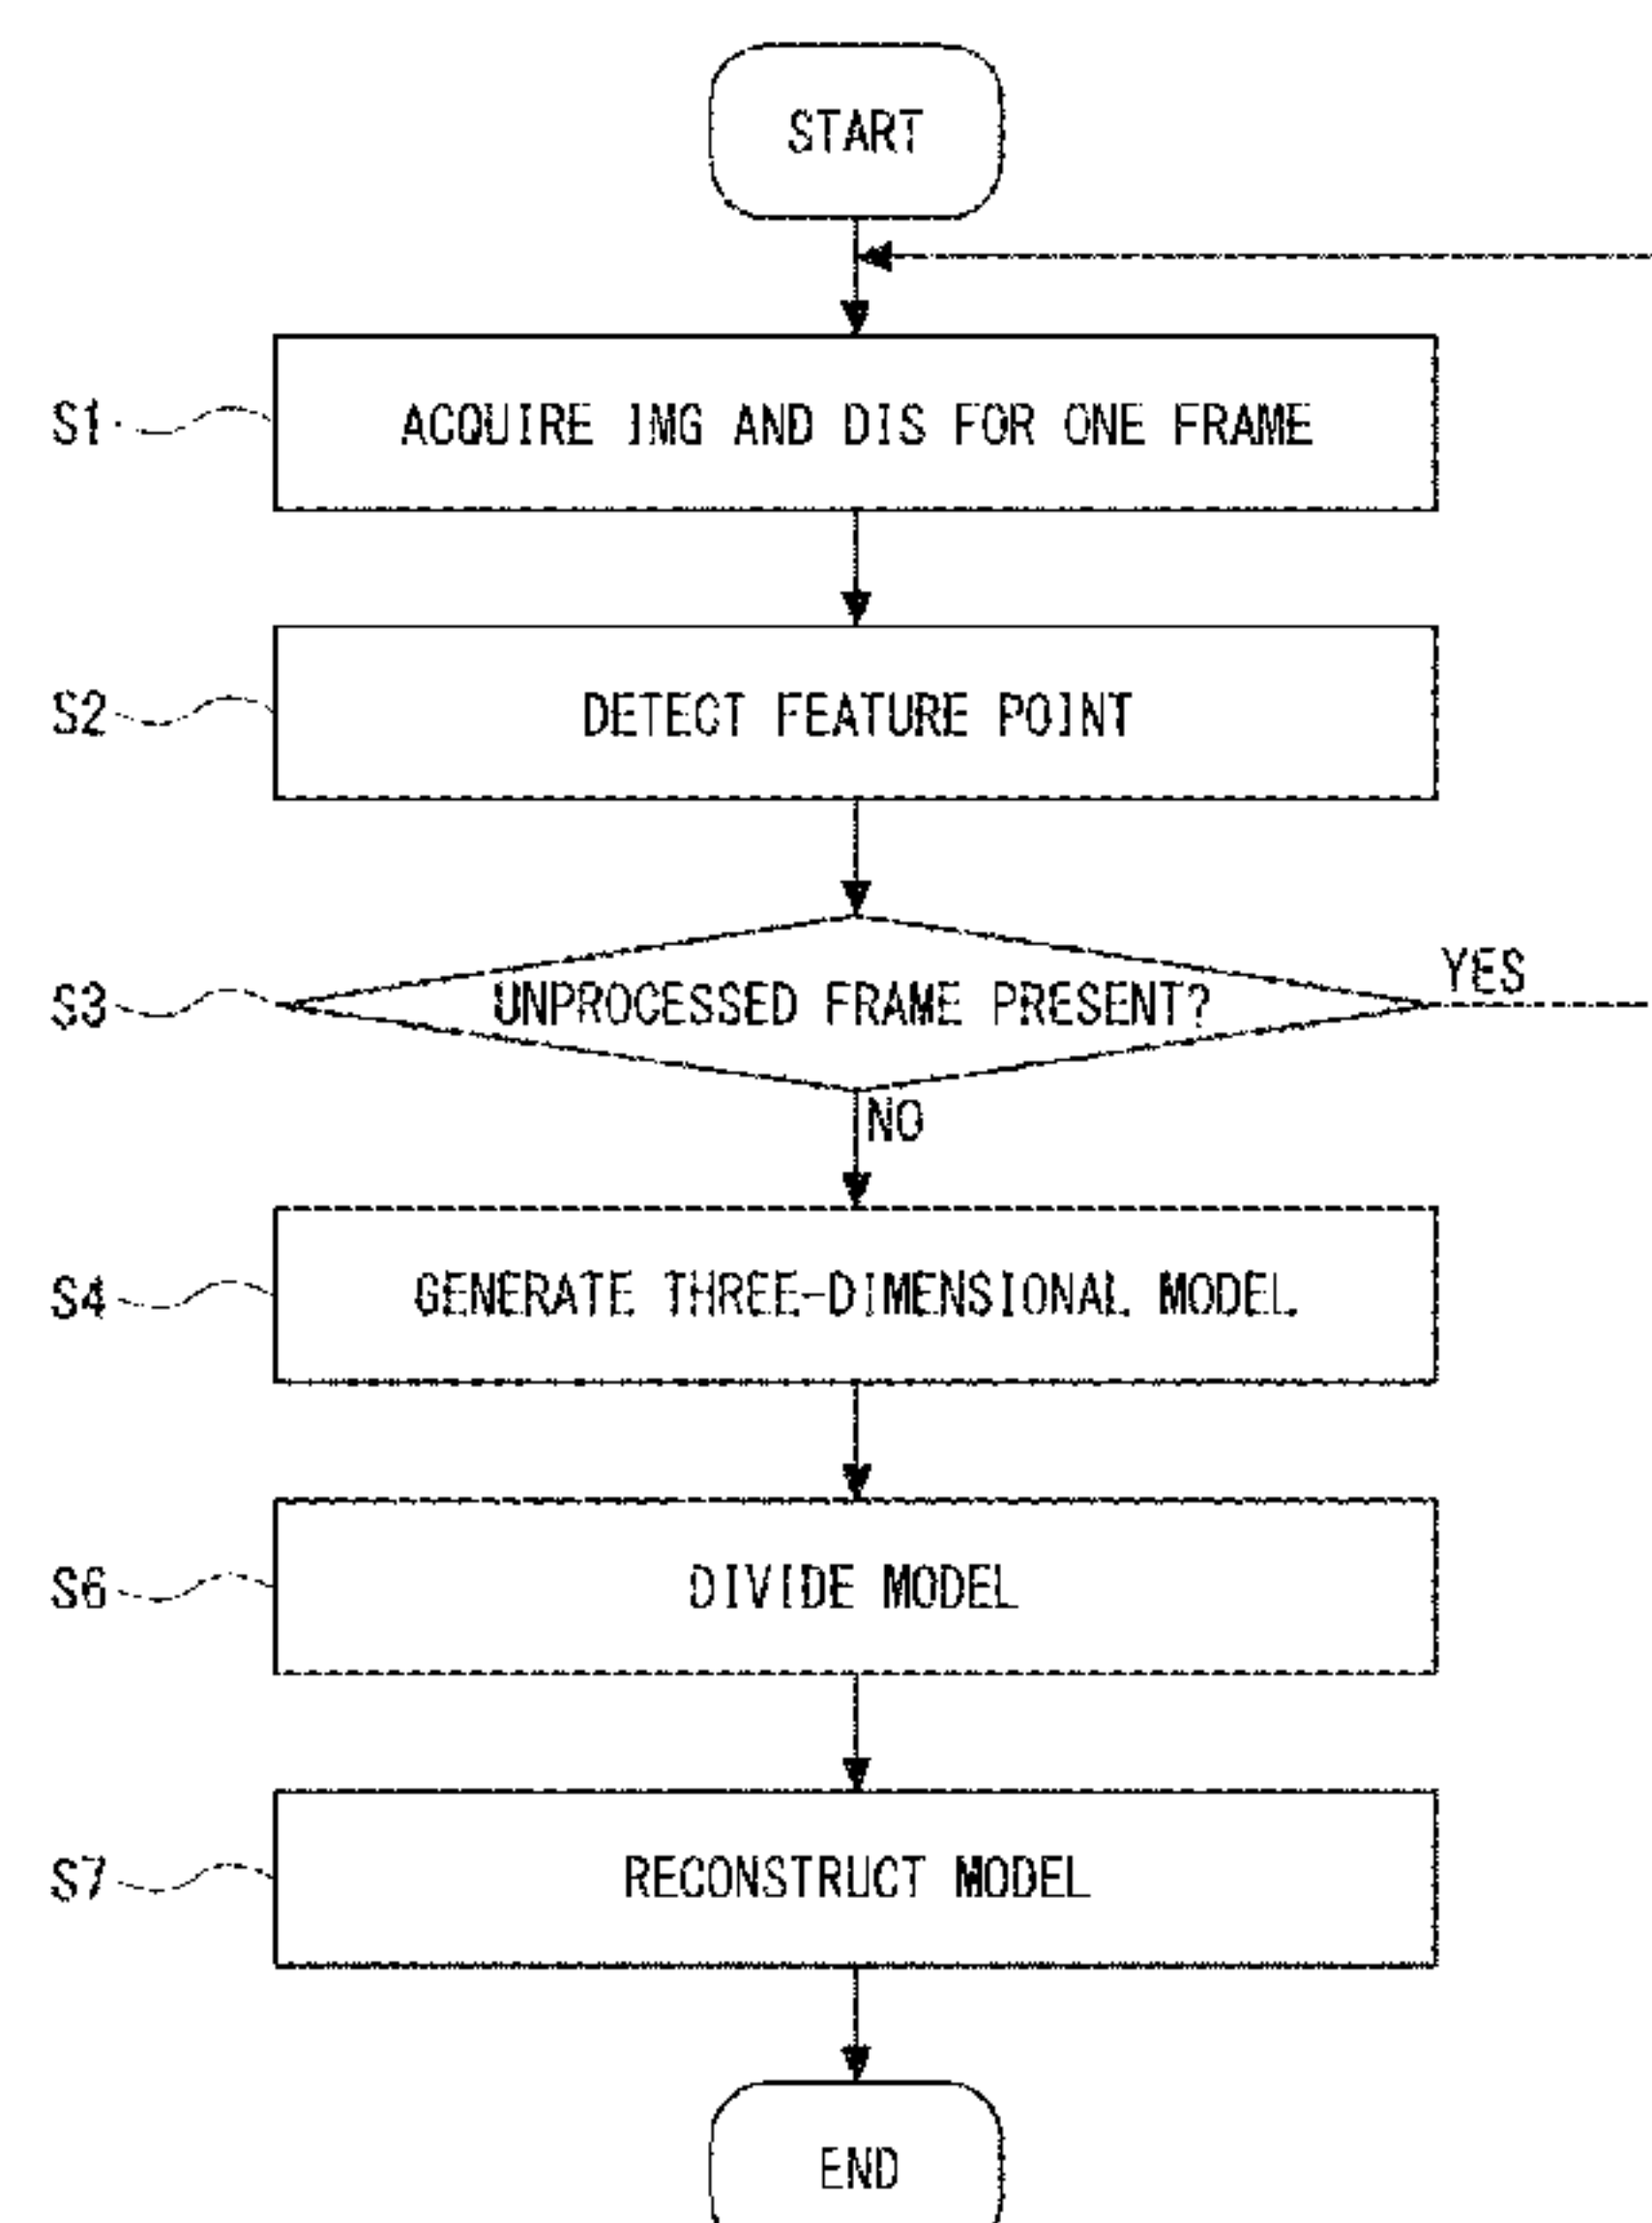 START
S1 ACQUIRE IMG AND DIS FOR ONE FRAME
S2 DETECT FEATURE POINT
S3 UNPROCESSED FRAME PRESENT? YES
NO
S4 GENERATE THREE-DIMENSIONAL MODEL
S6 DIVIDE MODEL
S7 RECONSTRUCT MODEL
END